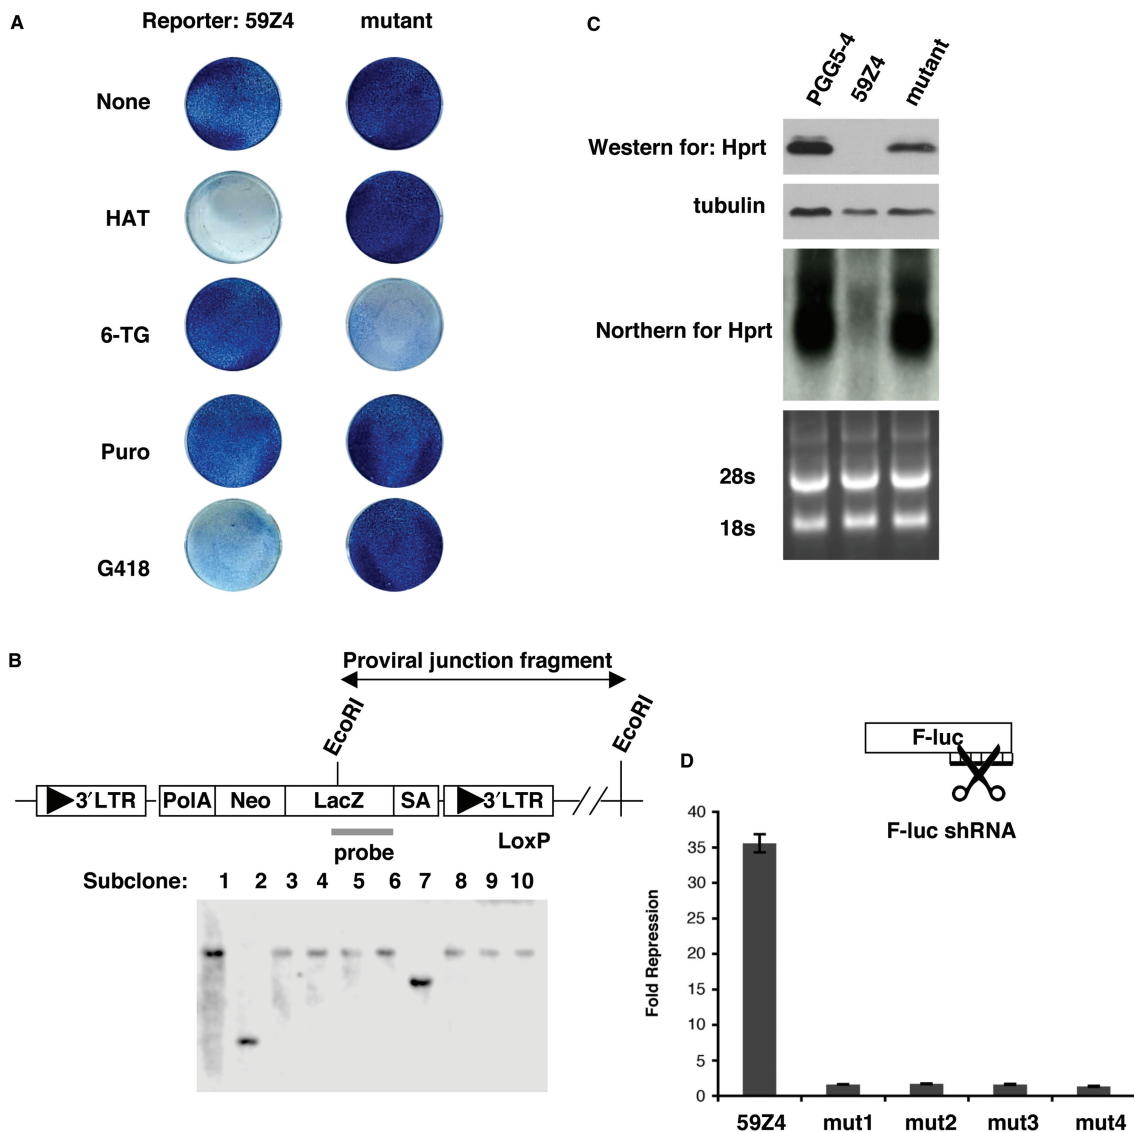 A
Reporter: 59Z4 mutant
None
HAT
6-TG
Puro
G418
B
Proviral junction fragment
EcoRI
EcoRI
3′LTR PolA Neo LacZ SA 3′LTR
LoxP
probe
Subclone: 1 2 3 4 5 6 7 8 9 10
C
PGG5-4 59Z4 mutant
Western for: Hprt
tubulin
Northern for Hprt
28s
18s
D
F-luc
F-luc shRNA
Fold Repression
40
35
30
25
20
15
10
5
0
59Z4 mut1 mut2 mut3 mut4